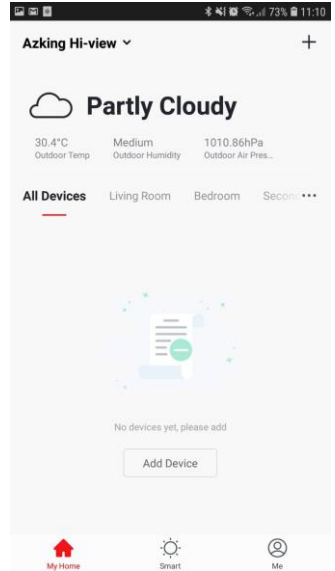 73% 11:10
Azking Hi-view
Partly Cloudy
30.4°C Medium 1010.86hPa
Outdoor Temp Outdoor Humidity Outdoor Air Pres...
All Devices Living Room Bedroom Secon
No devices yet, please add
Add Device
My Home Smart Me